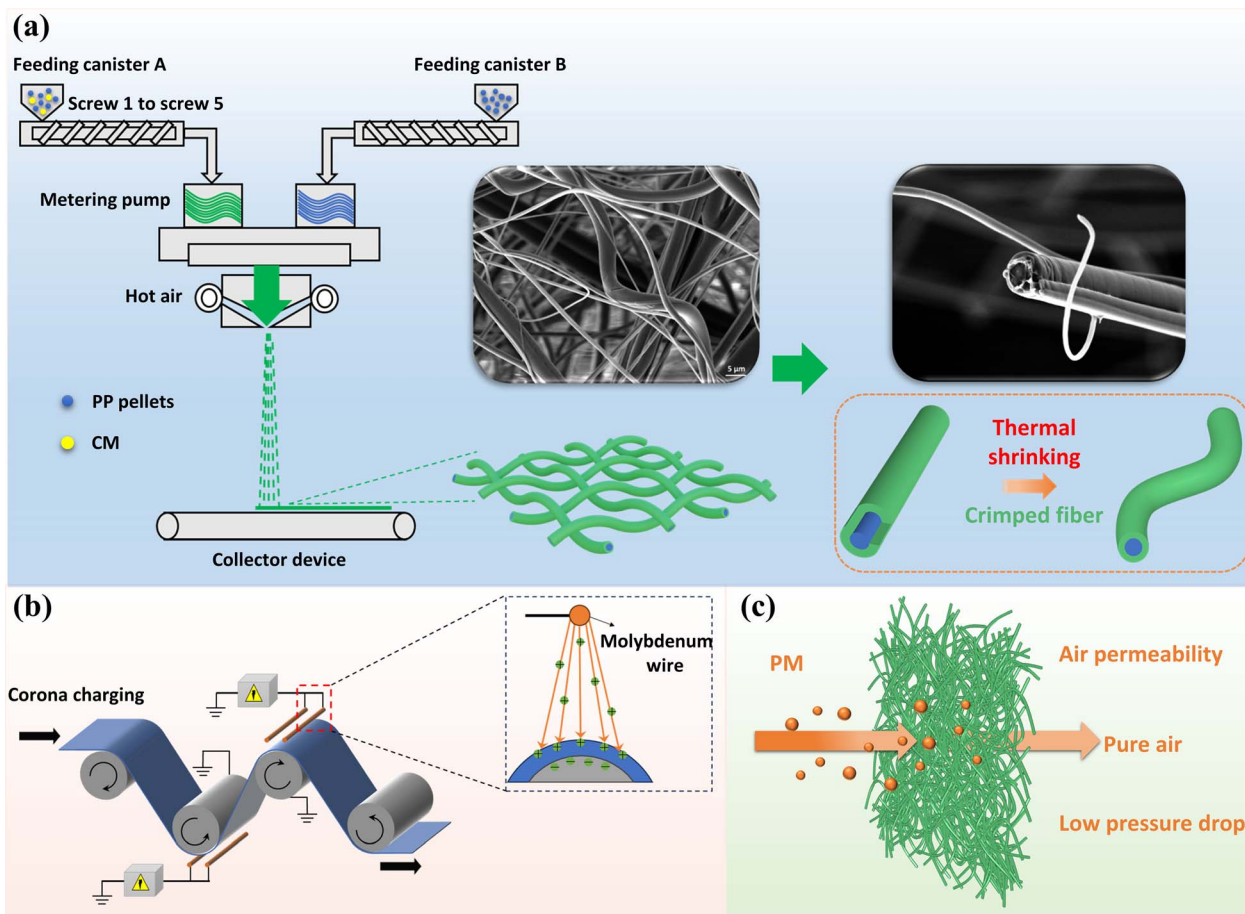 (a)
Feeding canister A
Feeding canister B
Screw 1 to screw 5
Metering pump
Hot air
5 μm
PP pellets
CM
Thermal
shrinking
Crimped fiber
Collector device
(b)
Molybdenum
wire
Corona charging
(c)
PM
Air permeability
Pure air
Low pressure drop